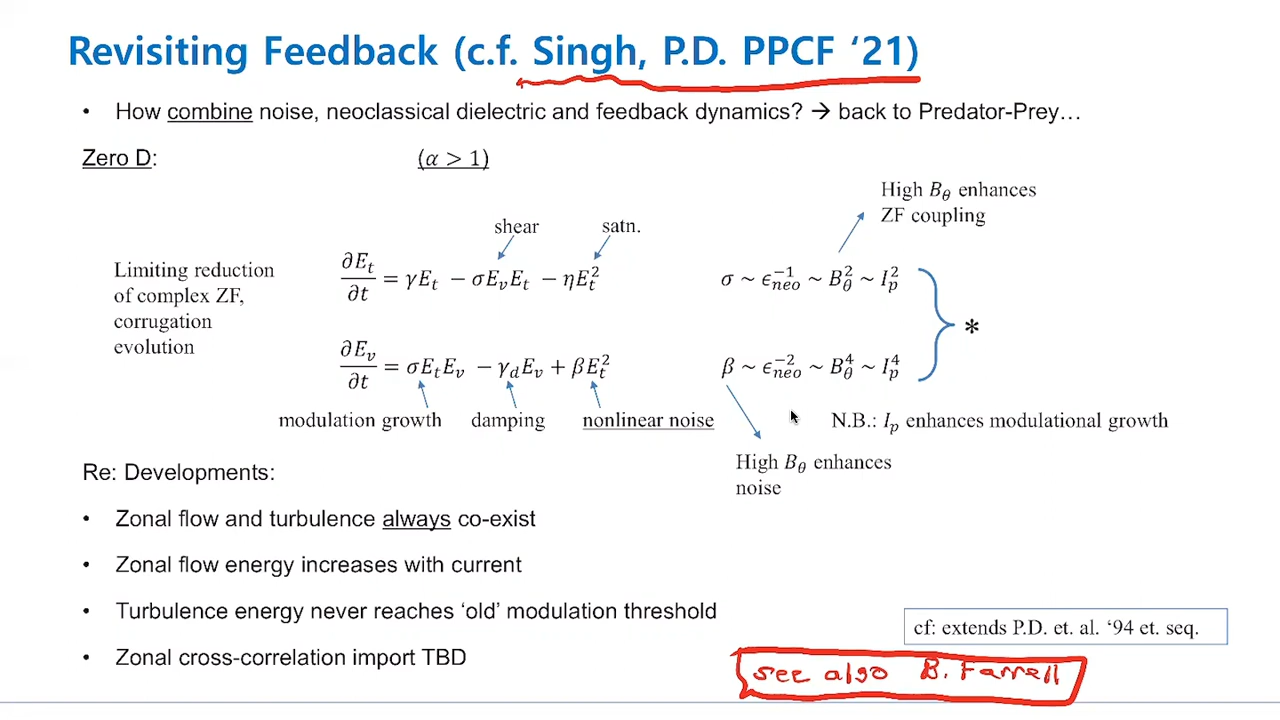 Revisiting Feedback (c.f. Singh, P.D. PPCF ‘21)
• How combine noise, neoclassical dielectric and feedback dynamics? → back to Predator-Prey…
Zero D: (α > 1)
High B_θ enhances
ZF coupling
shear satn.
Limiting reduction
of complex ZF,
corrugation
evolution
∂E_t/∂t = γE_t − σE_vE_t − ηE_t^2
σ ~ ϵ_neo^−1 ~ B_θ^2 ~ I_p^2
*
∂E_v/∂t = σE_tE_v − γ_dE_v + βE_t^2
β ~ ϵ_neo^−2 ~ B_θ^4 ~ I_p^4
modulation growth damping nonlinear noise
N.B.: I_p enhances modulational growth
High B_θ enhances
noise
Re: Developments:
• Zonal flow and turbulence always co-exist
• Zonal flow energy increases with current
• Turbulence energy never reaches ‘old’ modulation threshold
• Zonal cross-correlation import TBD
cf: extends P.D. et. al. ‘94 et. seq.
see also B. Farrell